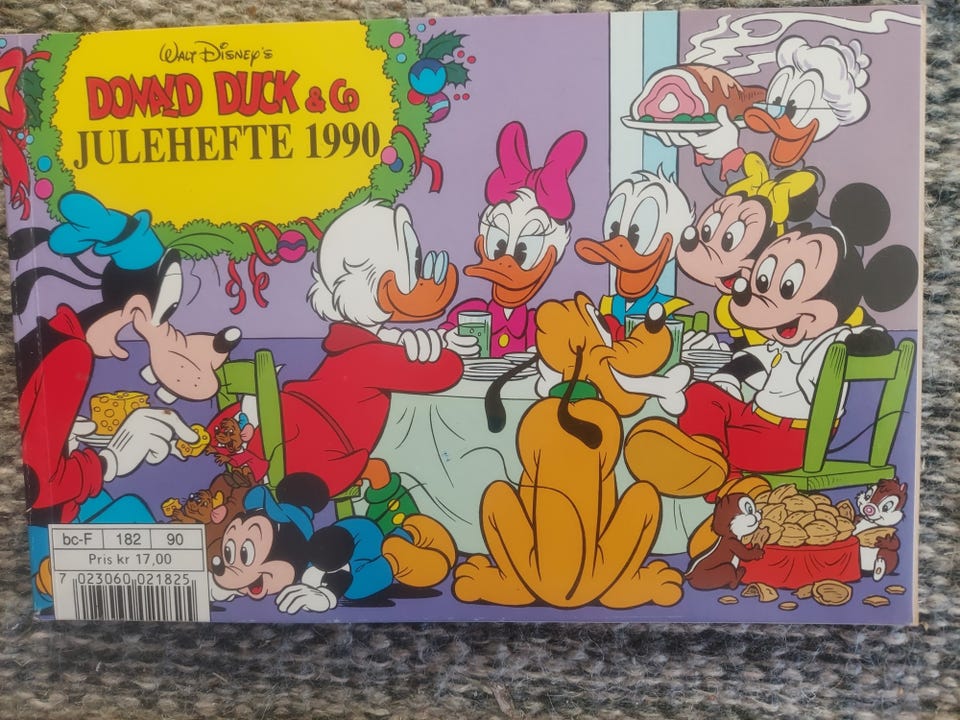 Walt Disney's
DONALD DUCK & Co
JULEHEFTE 1990
bc-F 182 90
Pris kr 17,00
7 023060 021825